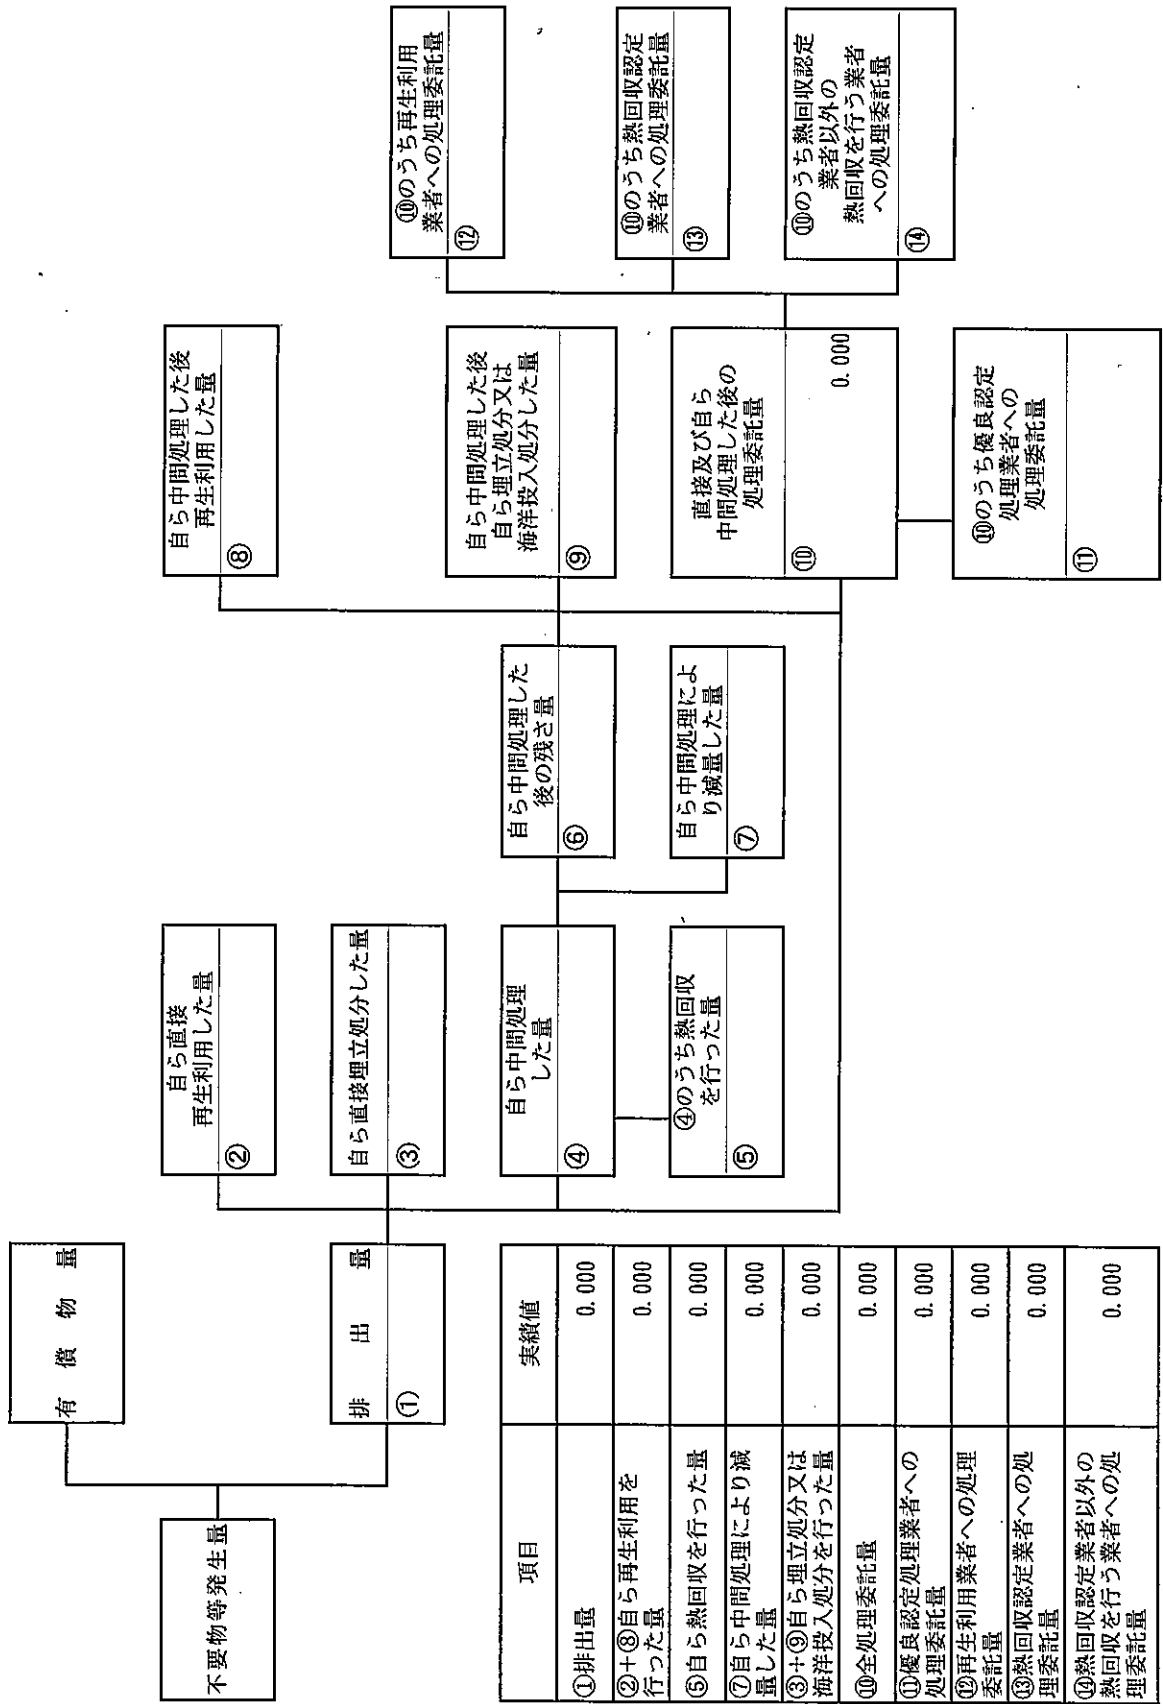 不要物等発生量
有償物量
排出量
①
自ら直接
再生利用した量
②
自ら直接埋立処分した量
③
自ら中間処理
した量
④
④のうち熱回収
を行った量
⑤
自ら中間処理した
後の残さ量
⑥
自ら中間処理によ
り減量した量
⑦
自ら中間処理した後
再生利用した量
⑧
自ら中間処理した後
自ら埋立処分又は
海洋投入処分した量
⑨
直接及び自ら
中間処理した後の
処理委託量
⑩
0.000
⑩のうち優良認定
処理業者への
処理委託量
⑪
⑩のうち再生利用
業者への処理委託量
⑫
⑩のうち熱回収認定
業者への処理委託量
⑬
⑩のうち熱回収認定
業者以外の
熱回収を行う業者
への処理委託量
⑭
項目 実績値
①排出量 0.000
②+⑧自ら再生利用を
行った量 0.000
⑤自ら熱回収を行った量 0.000
⑦自ら中間処理により減
量した量 0.000
③+⑨自ら埋立処分又は
海洋投入処分を行った量 0.000
⑩全処理委託量 0.000
⑪優良認定処理業者への
処理委託量 0.000
⑫再生利用業者への処理
委託量 0.000
⑬熱回収認定業者への処
理委託量 0.000
⑭熱回収認定業者以外の
熱回収を行う業者への処
理委託量 0.000